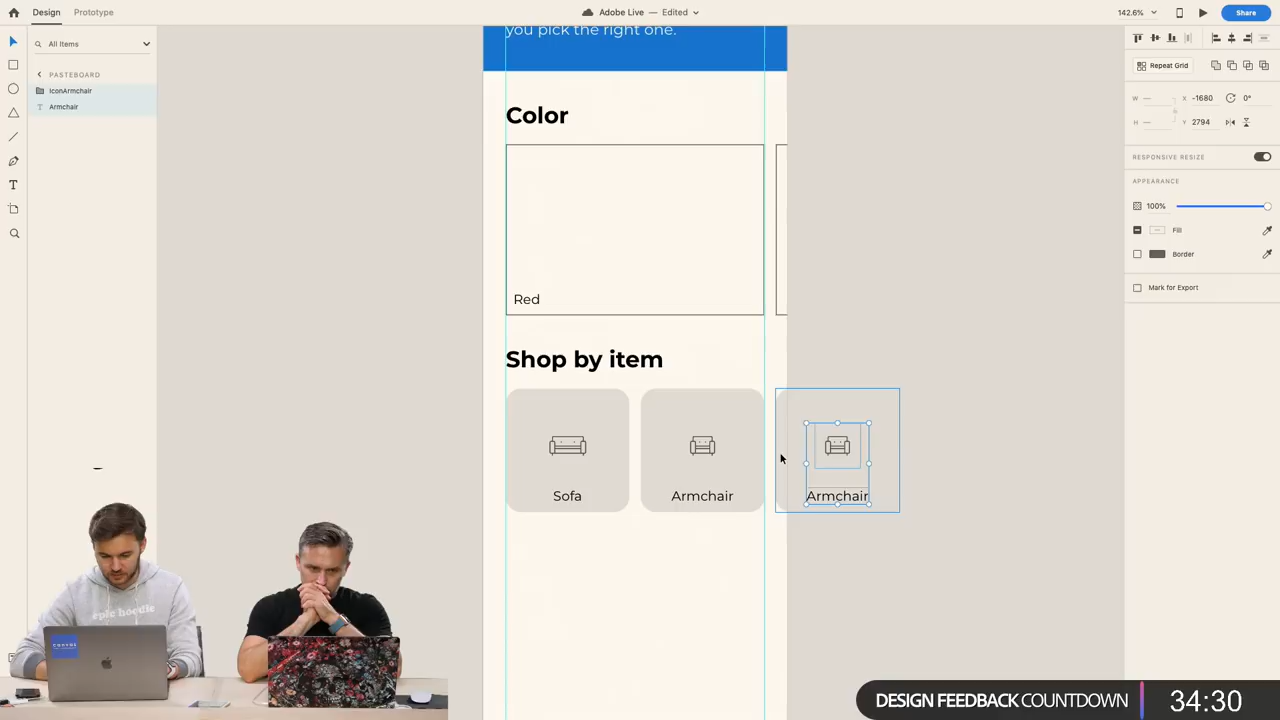 Design
Prototype
Adobe Live — Edited
142.6%
Share
All Items
PASTEBOARD
IconArmchair
Armchair
you pick the right one.
Color
Red
Shop by item
Sofa
Armchair
Armchair
Repeat Grid
W —
X -1680
0°
H —
Y 2794
RESPONSIVE RESIZE
APPEARANCE
100%
Fill
Border
Mark for Export
epic hoodie
DESIGN FEEDBACK COUNTDOWN
34:30